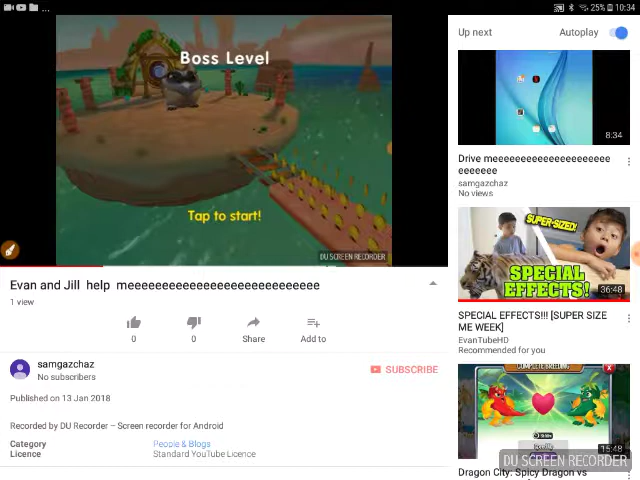 ... 25% 10:34
Boss Level
Tap to start!
DU SCREEN RECORDER
Evan and Jill help meeeeeeeeeeeeeeeeeeeeeeeeeeee
1 view
0
0
Share
Add to
samgazchaz
No subscribers
SUBSCRIBE
Published on 13 Jan 2018
Recorded by DU Recorder – Screen recorder for Android
Category People & Blogs
Licence Standard YouTube Licence
Up next Autoplay
8:34
Drive meeeeeeeeeeeeeeeeeeeee
eeeeeee
samgazchaz
No views
SUPER-SIZED!
SPECIAL
EFFECTS!
36:48
SPECIAL EFFECTS!!! [SUPER SIZE
ME WEEK]
EvanTubeHD
Recommended for you
COMPLETE BREEDING
15:48
DU SCREEN RECORDER
Dragon City: Spicy Dragon vs